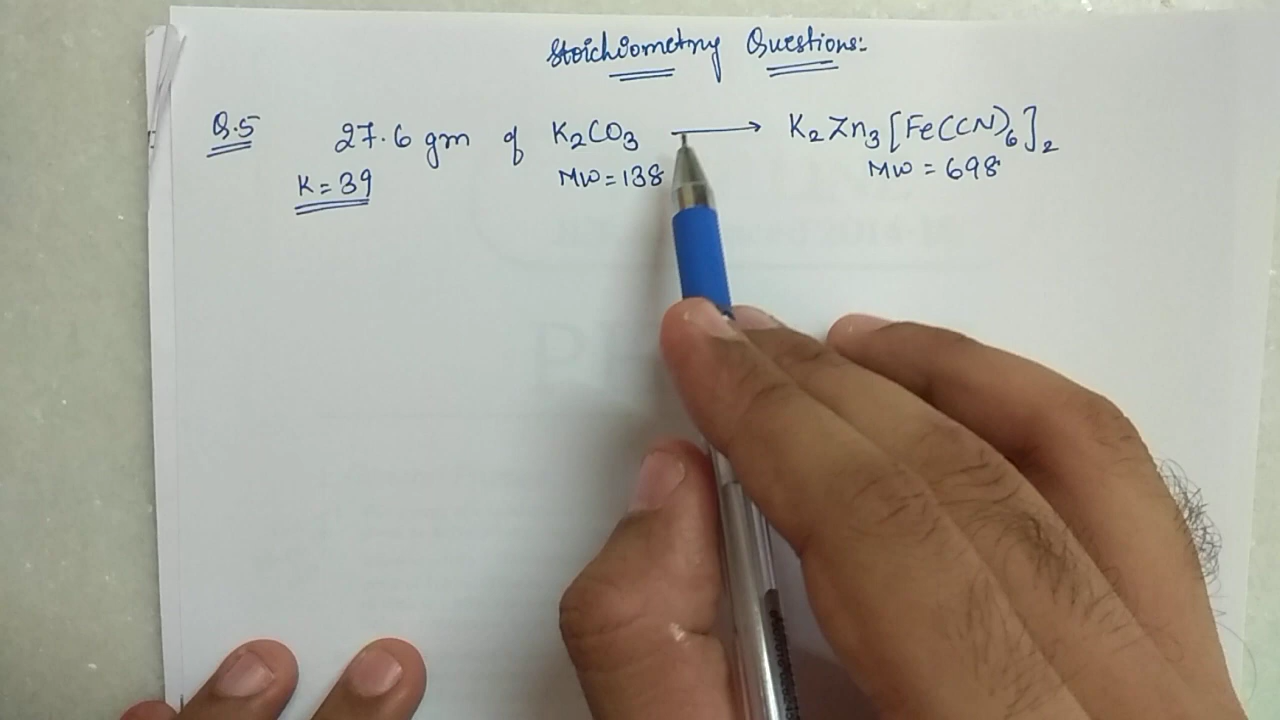 Stoichiometry Questions:
Q.5 27.6 gm of K₂CO₃ ⟶ K₂Zn₃[Fe(CN)₆]₂
K = 39 MW = 138 MW = 698